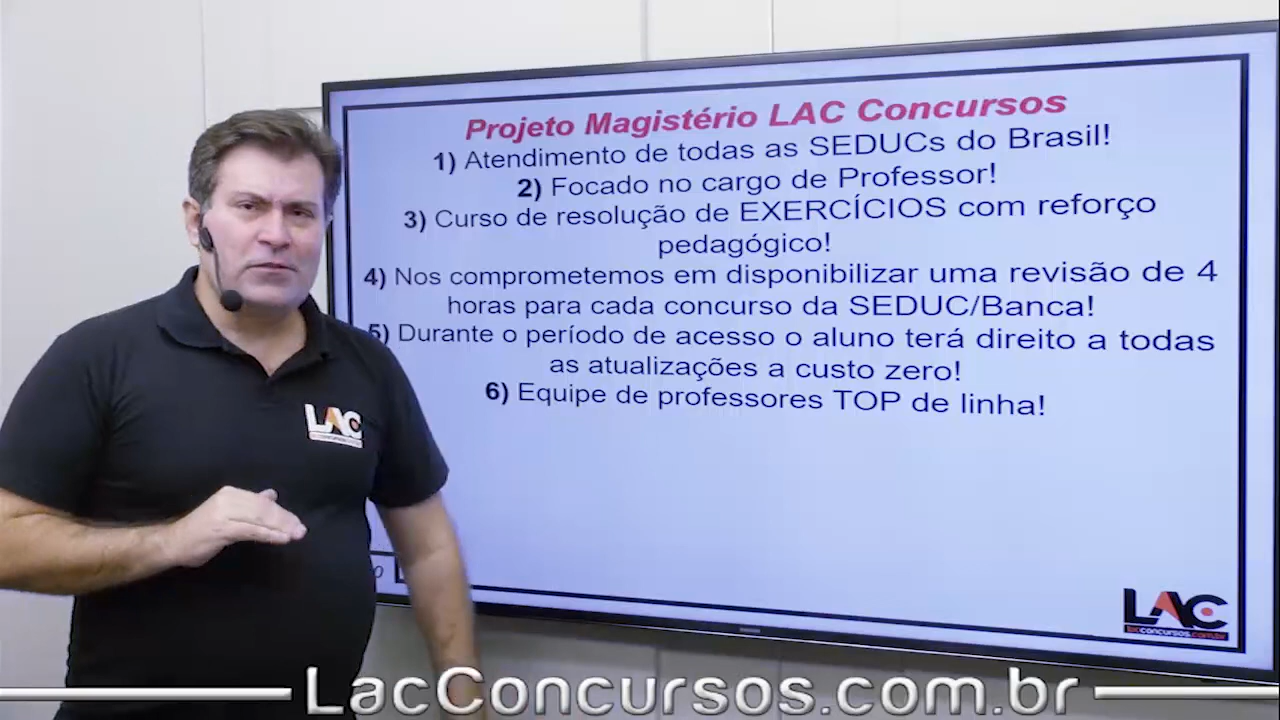 Projeto Magistério LAC Concursos
1) Atendimento de todas as SEDUCs do Brasil!
2) Focado no cargo de Professor!
3) Curso de resolução de EXERCÍCIOS com reforço
pedagógico!
4) Nos comprometemos em disponibilizar uma revisão de 4
horas para cada concurso da SEDUC/Banca!
5) Durante o período de acesso o aluno terá direito a todas
as atualizações a custo zero!
6) Equipe de professores TOP de linha!
LAC
LAC
lacconcursos.com.br
LacConcursos.com.br